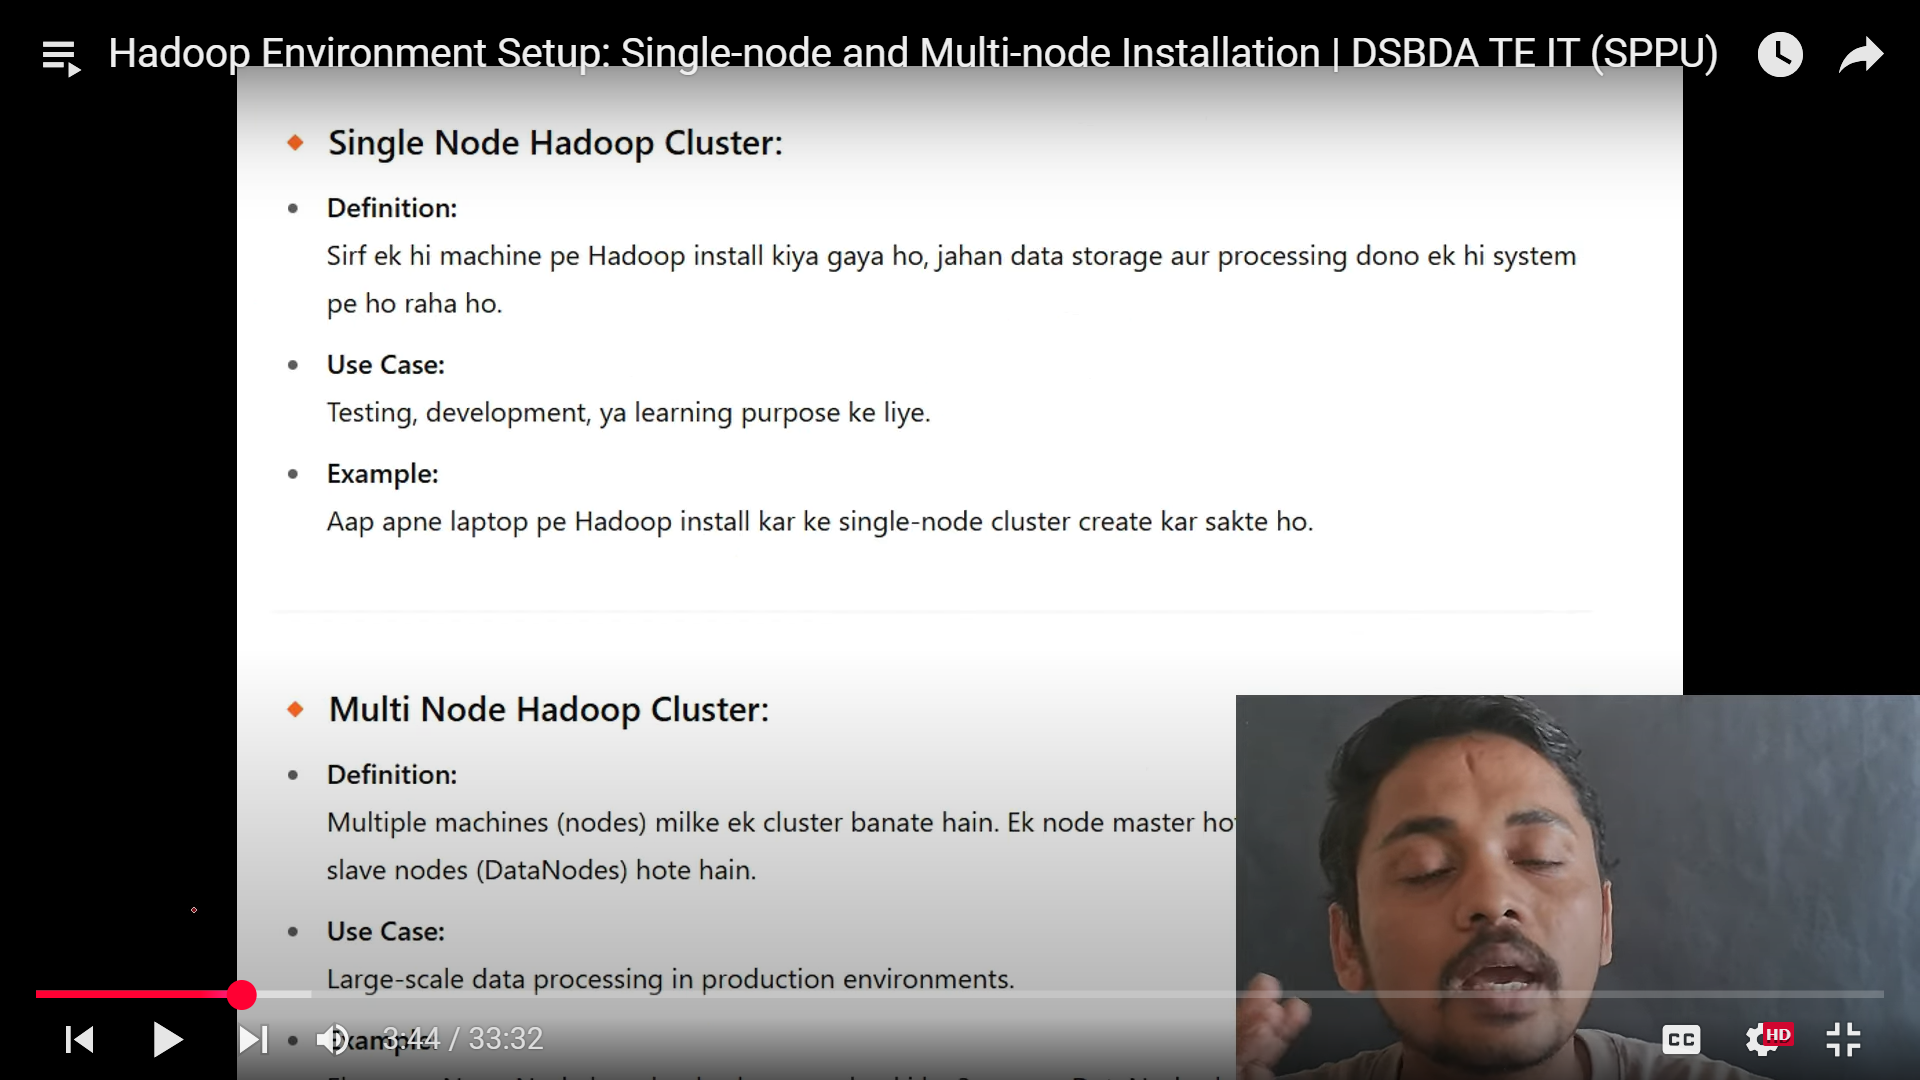 Hadoop Environment Setup: Single-node and Multi-node Installation | DSBDA TE IT (SPPU)
Single Node Hadoop Cluster:
Definition:
Sirf ek hi machine pe Hadoop install kiya gaya ho, jahan data storage aur processing dono ek hi system
pe ho raha ho.
Use Case:
Testing, development, ya learning purpose ke liye.
Example:
Aap apne laptop pe Hadoop install kar ke single-node cluster create kar sakte ho.
Multi Node Hadoop Cluster:
Definition:
Multiple machines (nodes) milke ek cluster banate hain. Ek node master
slave nodes (DataNodes) hote hain.
Use Case:
Large-scale data processing in production environments.
Example:
3:44 / 33:32
CC
HD